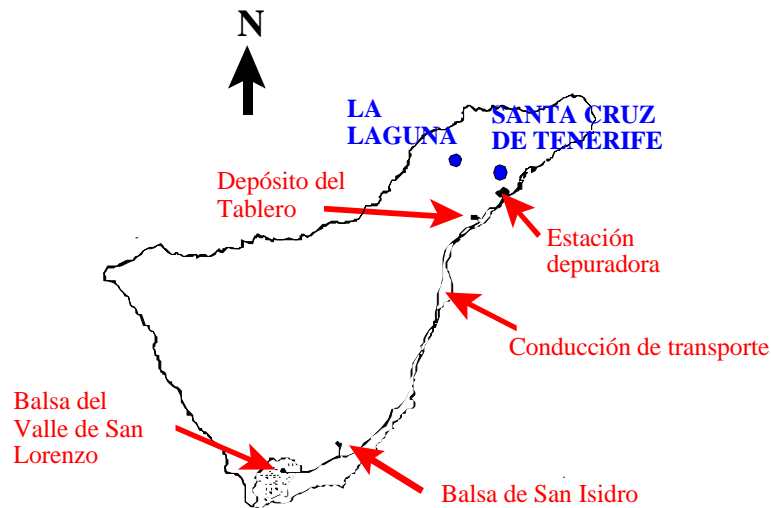 N
LA
LAGUNA
SANTA CRUZ
DE TENERIFE
Depósito del
Tablero
Estación
depuradora
Conducción de transporte
Balsa del
Valle de San
Lorenzo
Balsa de San Isidro